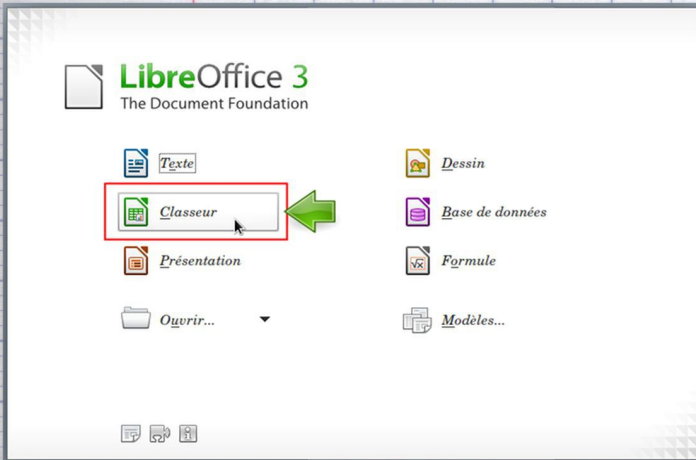 LibreOffice 3
The Document Foundation
Texte
Dessin
Classeur
Base de données
Présentation
Formule
Ouvrir...
Modèles...